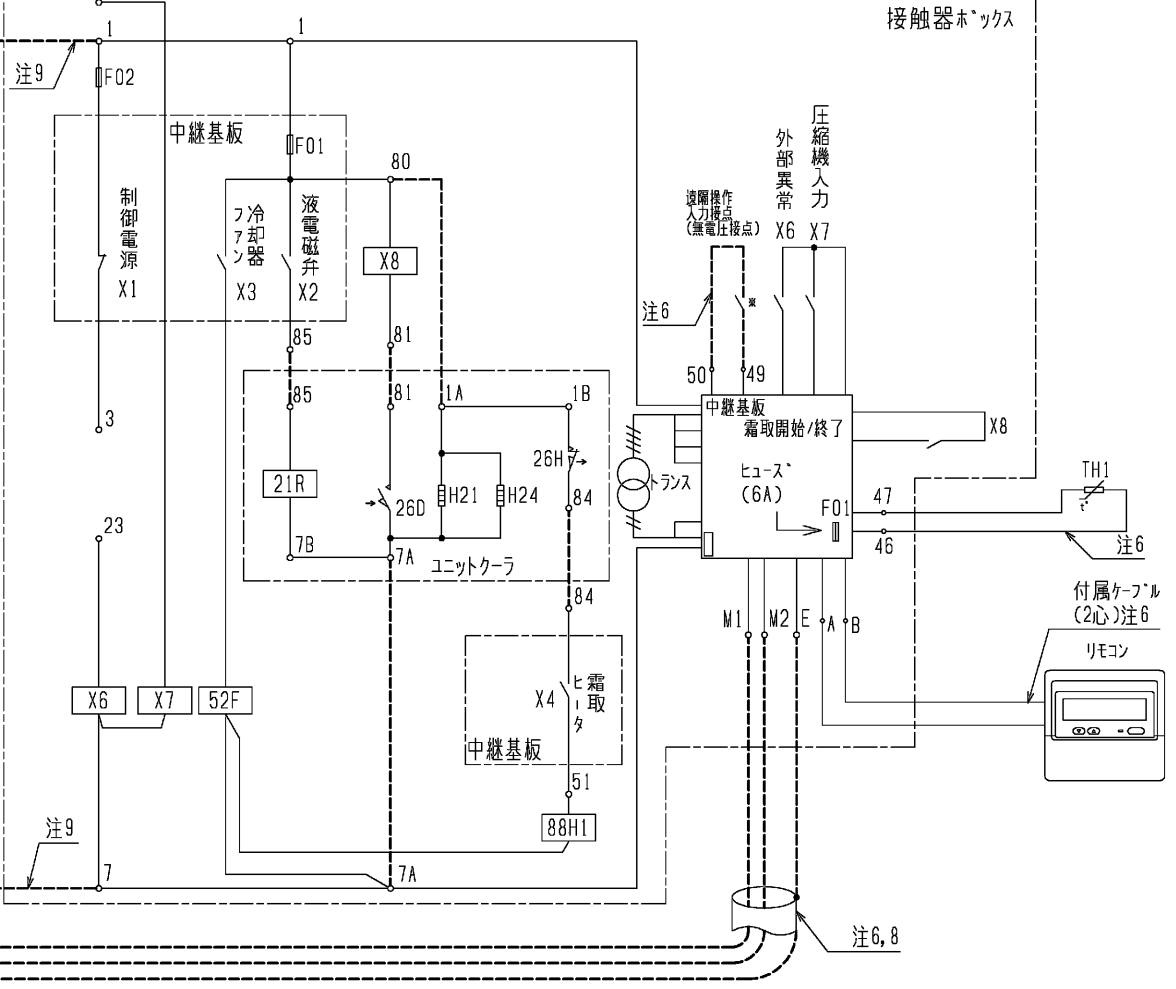 接触器ボックス
1
1
注9
F02
中継基板
F01
80
制御電源
X1
冷却器
ファン
X3
液電磁弁
X2
X8
遠隔操作
入力接点
(無電圧接点)
外部異常
X6
圧縮機入力
X7
注6
※
85
81
50
49
85
81
1A
1B
3
中継基板
霜取開始/終了
X8
26H
トランス
ヒューズ
(6A)
TH1
t°
21R
26D
H21
H24
84
F01
47
23
7B
7A
ユニットクーラ
46
注6
84
付属ケーブル
(2心)注6
M1
M2
E
A
B
リモコン
X6
X7
52F
X4
霜取
ヒータ
中継基板
51
88H1
注9
7
7A
注6,8